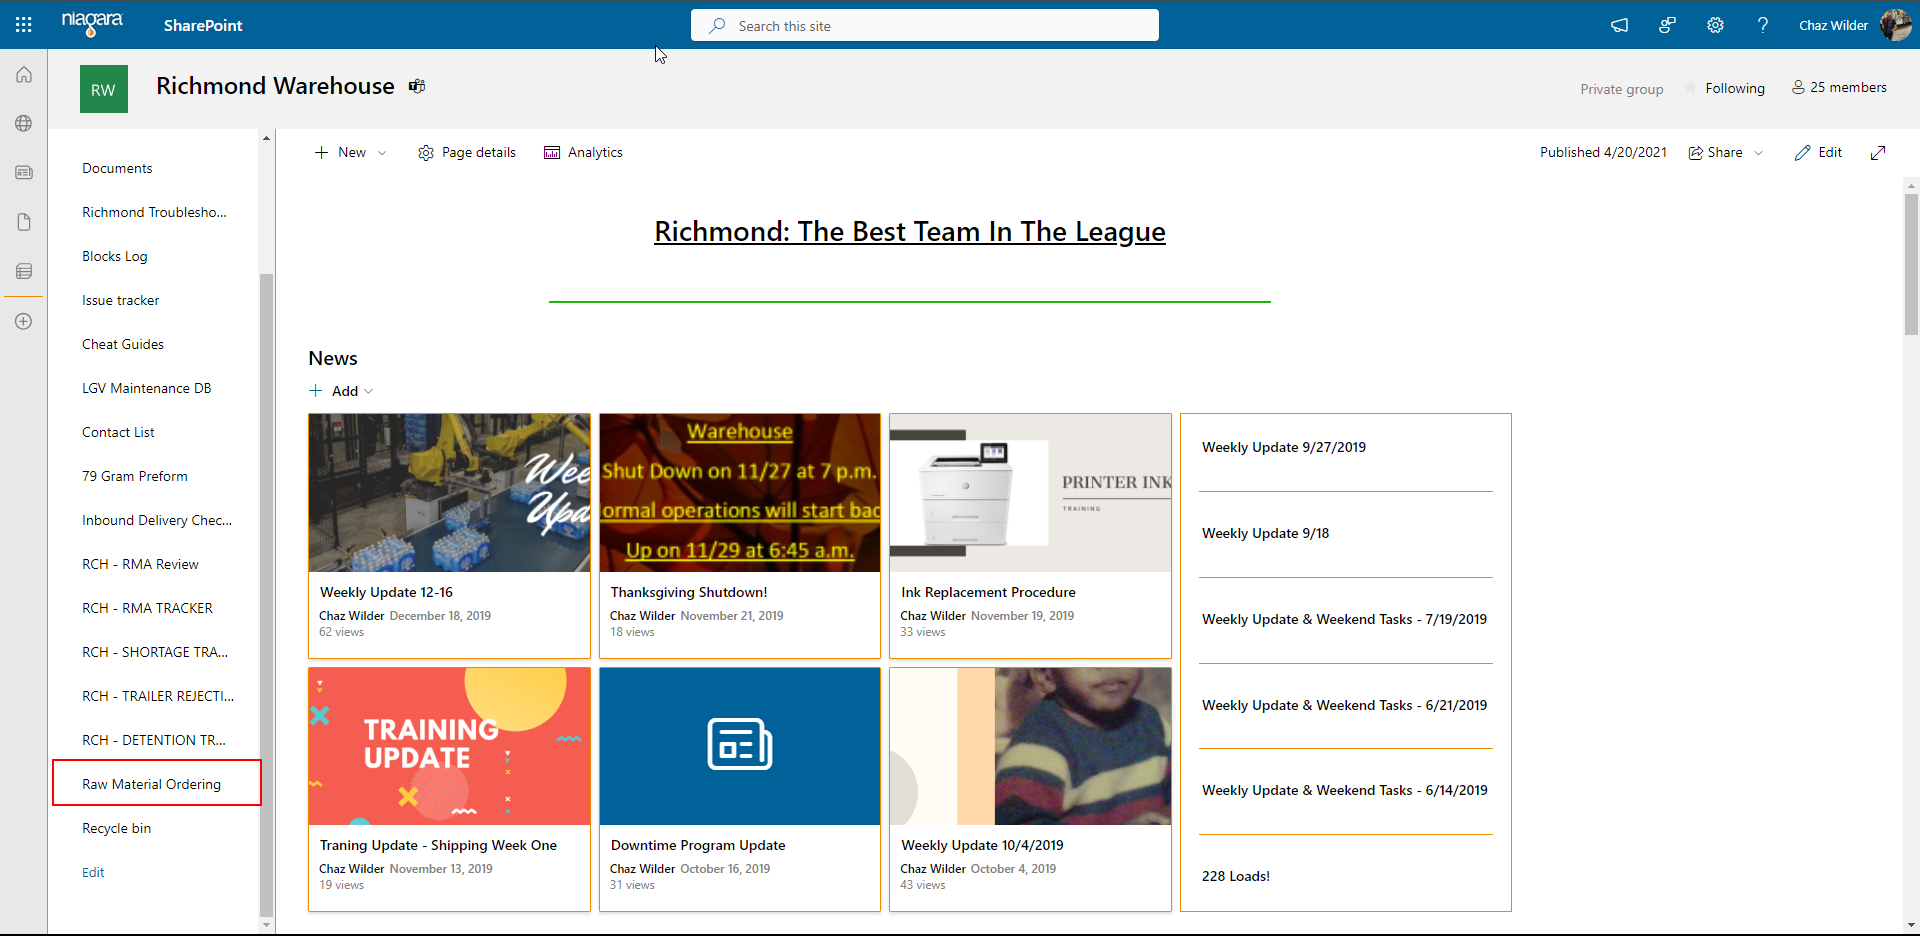 niagara
SharePoint
Search this site
?
Chaz Wilder
RW
Richmond Warehouse
Private group
Following
25 members
Documents
Richmond Troublesho...
Blocks Log
Issue tracker
Cheat Guides
LGV Maintenance DB
Contact List
79 Gram Preform
Inbound Delivery Chec...
RCH - RMA Review
RCH - RMA TRACKER
RCH - SHORTAGE TRA...
RCH - TRAILER REJECTI...
RCH - DETENTION TR...
Raw Material Ordering
Recycle bin
Edit
New
Page details
Analytics
Published 4/20/2021
Share
Edit
Richmond: The Best Team In The League
News
Add
Wee
Upda
Weekly Update 12-16
Chaz Wilder December 18, 2019
62 views
Warehouse
Shut Down on 11/27 at 7 p.m.
ormal operations will start bac
Up on 11/29 at 6:45 a.m.
Thanksgiving Shutdown!
Chaz Wilder November 21, 2019
18 views
PRINTER INK
TRAINING
Ink Replacement Procedure
Chaz Wilder November 19, 2019
33 views
TRAINING
UPDATE
Traning Update - Shipping Week One
Chaz Wilder November 13, 2019
19 views
Downtime Program Update
Chaz Wilder October 16, 2019
31 views
Weekly Update 10/4/2019
Chaz Wilder October 4, 2019
43 views
Weekly Update 9/27/2019
Weekly Update 9/18
Weekly Update & Weekend Tasks - 7/19/2019
Weekly Update & Weekend Tasks - 6/21/2019
Weekly Update & Weekend Tasks - 6/14/2019
228 Loads!